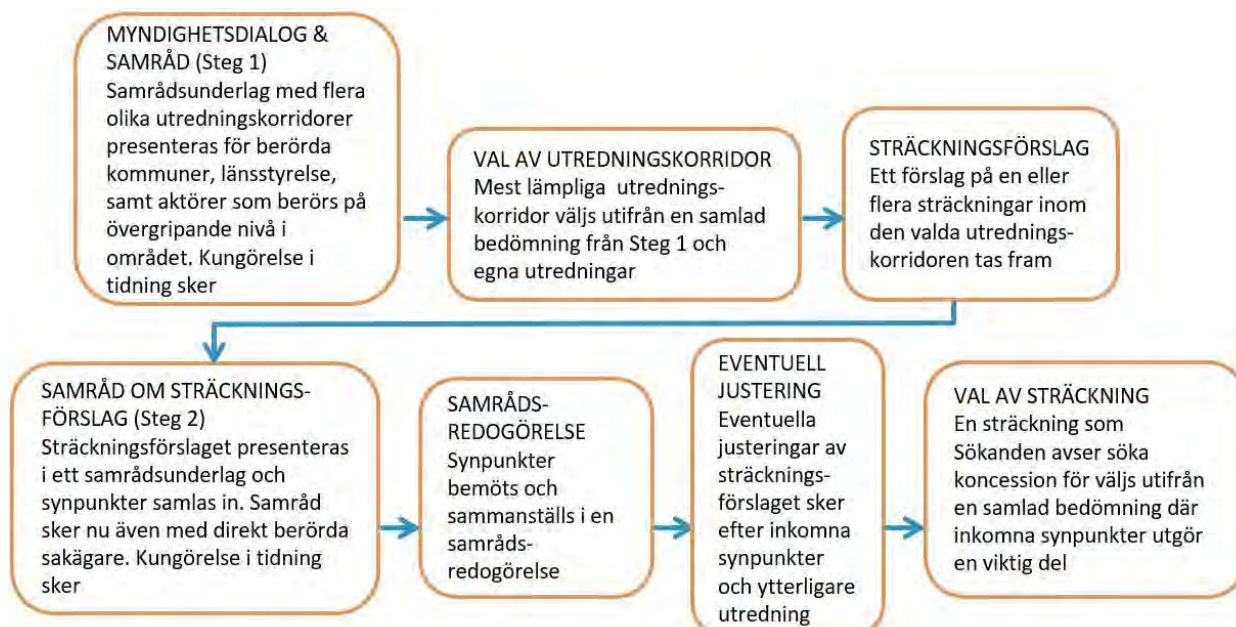 MYNDIGHETSDIALOG &
SAMRÅD (Steg 1)
Samrådsunderlag med flera
olika utredningskorridorer
presenteras för berörda
kommuner, länsstyrelse,
samt aktörer som berörs på
övergripande nivå i
området. Kungörelse i
tidning sker
VAL AV UTREDNINGSKORRIDOR
Mest lämpliga utrednings-
korridor väljs utifrån en samlad
bedömning från Steg 1 och
egna utredningar
STRÄCKNINGSFÖRSLAG
Ett förslag på en eller
flera sträckningar inom
den valda utrednings-
korridoren tas fram
SAMRÅD OM STRÄCKNINGS-
FÖRSLAG (Steg 2)
Sträckningsförslaget presenteras
i ett samrådsunderlag och
synpunkter samlas in. Samråd
sker nu även med direkt berörda
sakägare. Kungörelse i tidning
sker
SAMRÅDS-
REDOGÖRELSE
Synpunkter
bemöts och
sammanställs i en
samråds-
redogörelse
EVENTUELL
JUSTERING
Eventuella
justeringar av
sträcknings-
förslaget sker
efter inkomna
synpunkter
och ytterligare
utredning
VAL AV STRÄCKNING
En sträckning som
Sökanden avser söka
koncession för väljs utifrån
en samlad bedömning där
inkomna synpunkter utgör
en viktig del